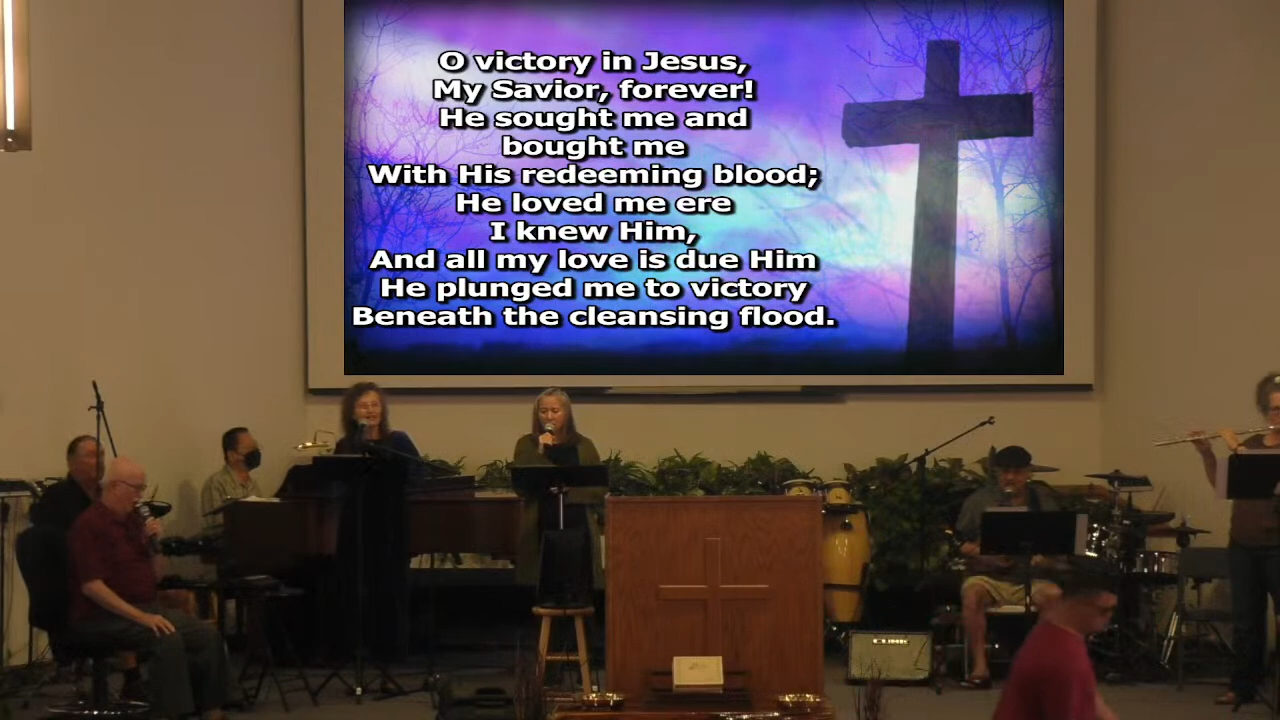 O victory in Jesus,
My Savior, forever!
He sought me and
bought me
With His redeeming blood;
He loved me ere
I knew Him,
And all my love is due Him
He plunged me to victory
Beneath the cleansing flood.